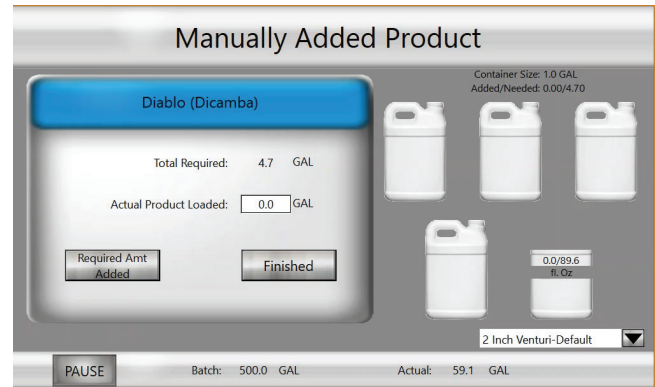 Manually Added Product
Diablo (Dicamba)
Total Required: 4.7 GAL
Actual Product Loaded: 0.0 GAL
Required Amt
Added
Finished
Container Size: 1.0 GAL
Added/Needed: 0.00/4.70
0.0/89.6
fl. Oz
2 Inch Venturi-Default
PAUSE
Batch: 500.0 GAL
Actual: 59.1 GAL